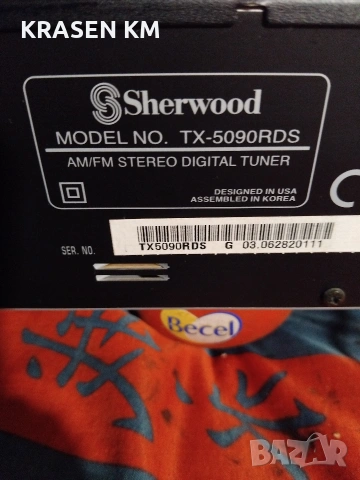 KRASEN KM
Sherwood
MODEL NO. TX-5090RDS
AM/FM STEREO DIGITAL TUNER
DESIGNED IN USA
ASSEMBLED IN KOREA
SER. NO.
TX5090RDS G 03.062820111
Becel
BAZAR